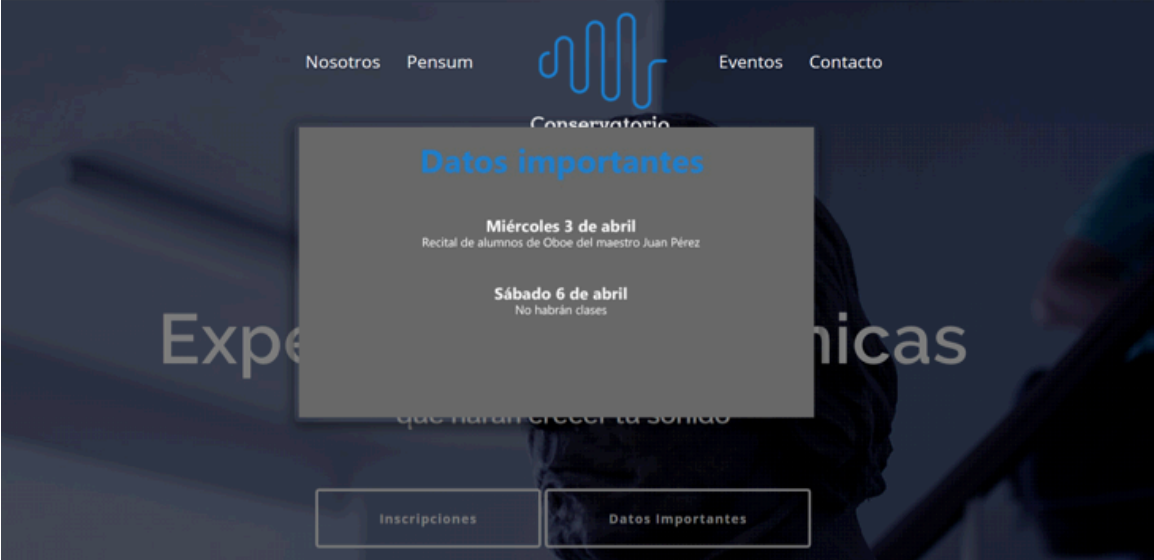 Nosotros Pensum Eventos Contacto
Conservatorio
Datos importantes
Miércoles 3 de abril
Recital de alumnos de Oboe del maestro Juan Pérez
Sábado 6 de abril
No habrán clases
Expe nicas
que harán crecer tu sonido
Inscripciones Datos Importantes